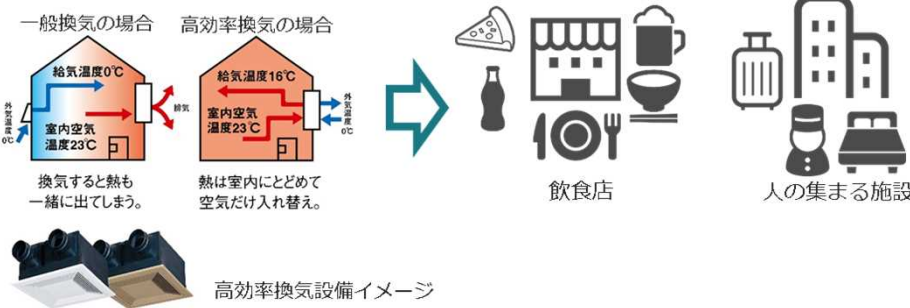 一般換気の場合
高効率換気の場合
給気温度0℃
外気温度0℃
排気
室内空気
温度23℃
給気温度16℃
室内空気
温度23℃
外気温度0℃
換気すると熱も
一緒に出てしまう。
熱は室内にとどめて
空気だけ入れ替え。
飲食店
人の集まる施設
高効率換気設備イメージ